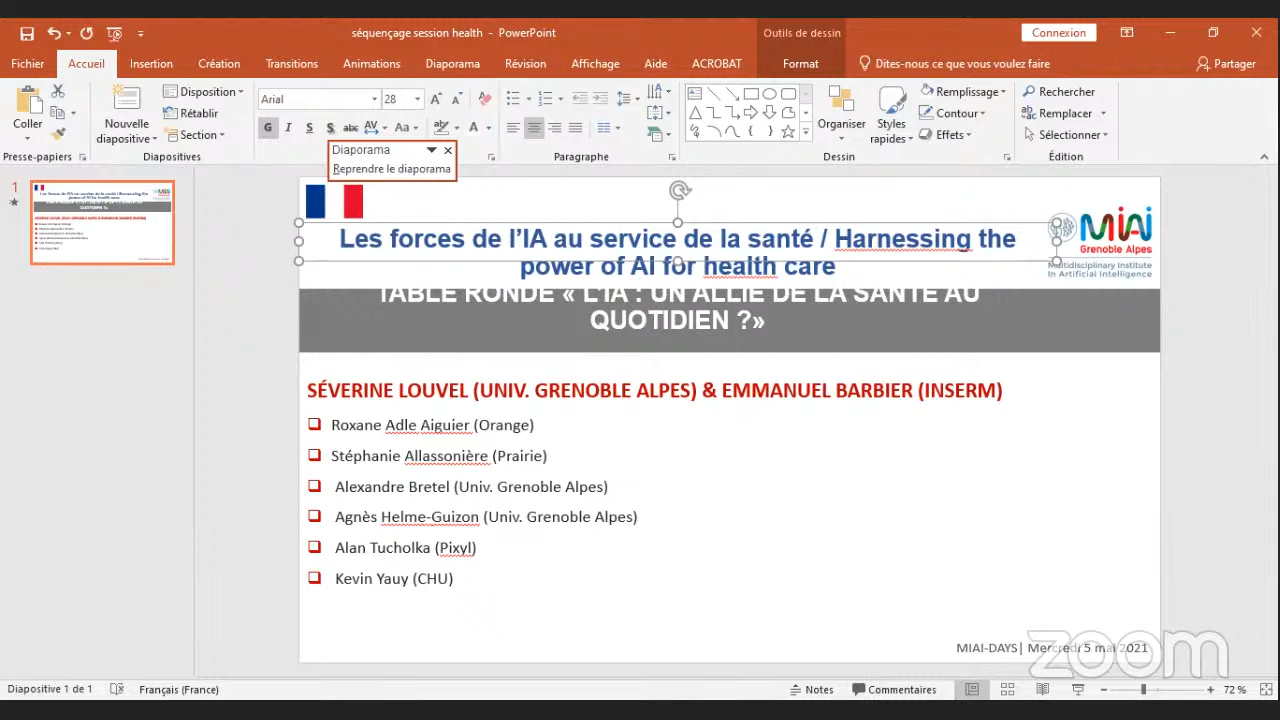 séquençage session health - PowerPoint
Outils de dessin
Connexion
Fichier
Accueil
Insertion
Création
Transitions
Animations
Diaporama
Révision
Affichage
Aide
ACROBAT
Format
Dites-nous ce que vous voulez faire
Partager
Coller
Presse-papiers
Nouvelle
diapositive
Disposition
Rétablir
Section
Diapositives
Arial
28
G I S S abc AV Aa A
Paragraphe
Organiser
Styles
rapides
Remplissage
Contour
Effets
Dessin
Rechercher
Remplacer
Sélectionner
Édition
Diaporama
Reprendre le diaporama
1
Les forces de l'IA au service de la santé / Harnessing the
power of AI for health care
TABLE RONDE « L'IA : UN ALLIÉ DE LA SANTÉ AU
QUOTIDIEN ?»
MIAI
Grenoble Alpes
Multidisciplinary Institute
In Artificial Intelligence
SÉVERINE LOUVEL (UNIV. GRENOBLE ALPES) & EMMANUEL BARBIER (INSERM)
Roxane Adle Aiguier (Orange)
Stéphanie Allassonière (Prairie)
Alexandre Bretel (Univ. Grenoble Alpes)
Agnès Helme-Guizon (Univ. Grenoble Alpes)
Alan Tucholka (Pixyl)
Kevin Yauy (CHU)
MIAI-DAYS| Mercredi 5 mai 2021
zoom
Diapositive 1 de 1
Français (France)
Notes
Commentaires
72 %